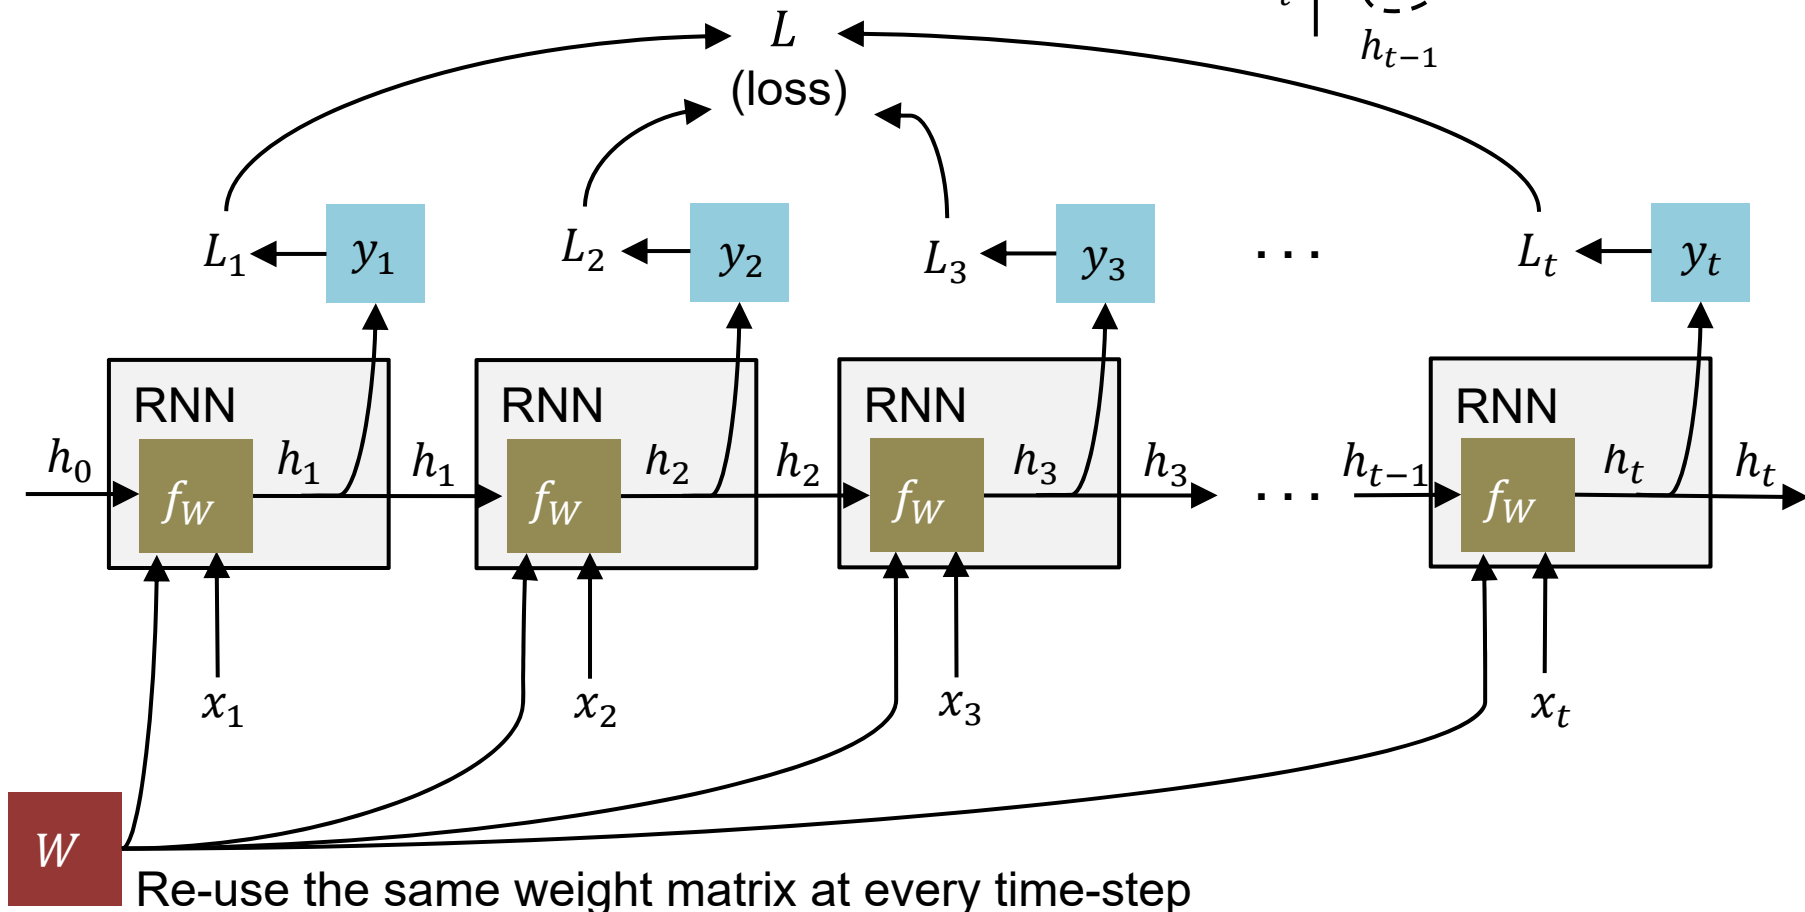 t
L
h_{t−1}
(loss)
L_1 y_1 L_2 y_2 L_3 y_3 ··· L_t y_t
RNN RNN RNN RNN
h_0 h_1 h_1 h_2 h_2 h_3 h_3 h_{t−1} h_t h_t
f_W f_W f_W ··· f_W
x_1 x_2 x_3 x_t
W
Re-use the same weight matrix at every time-step